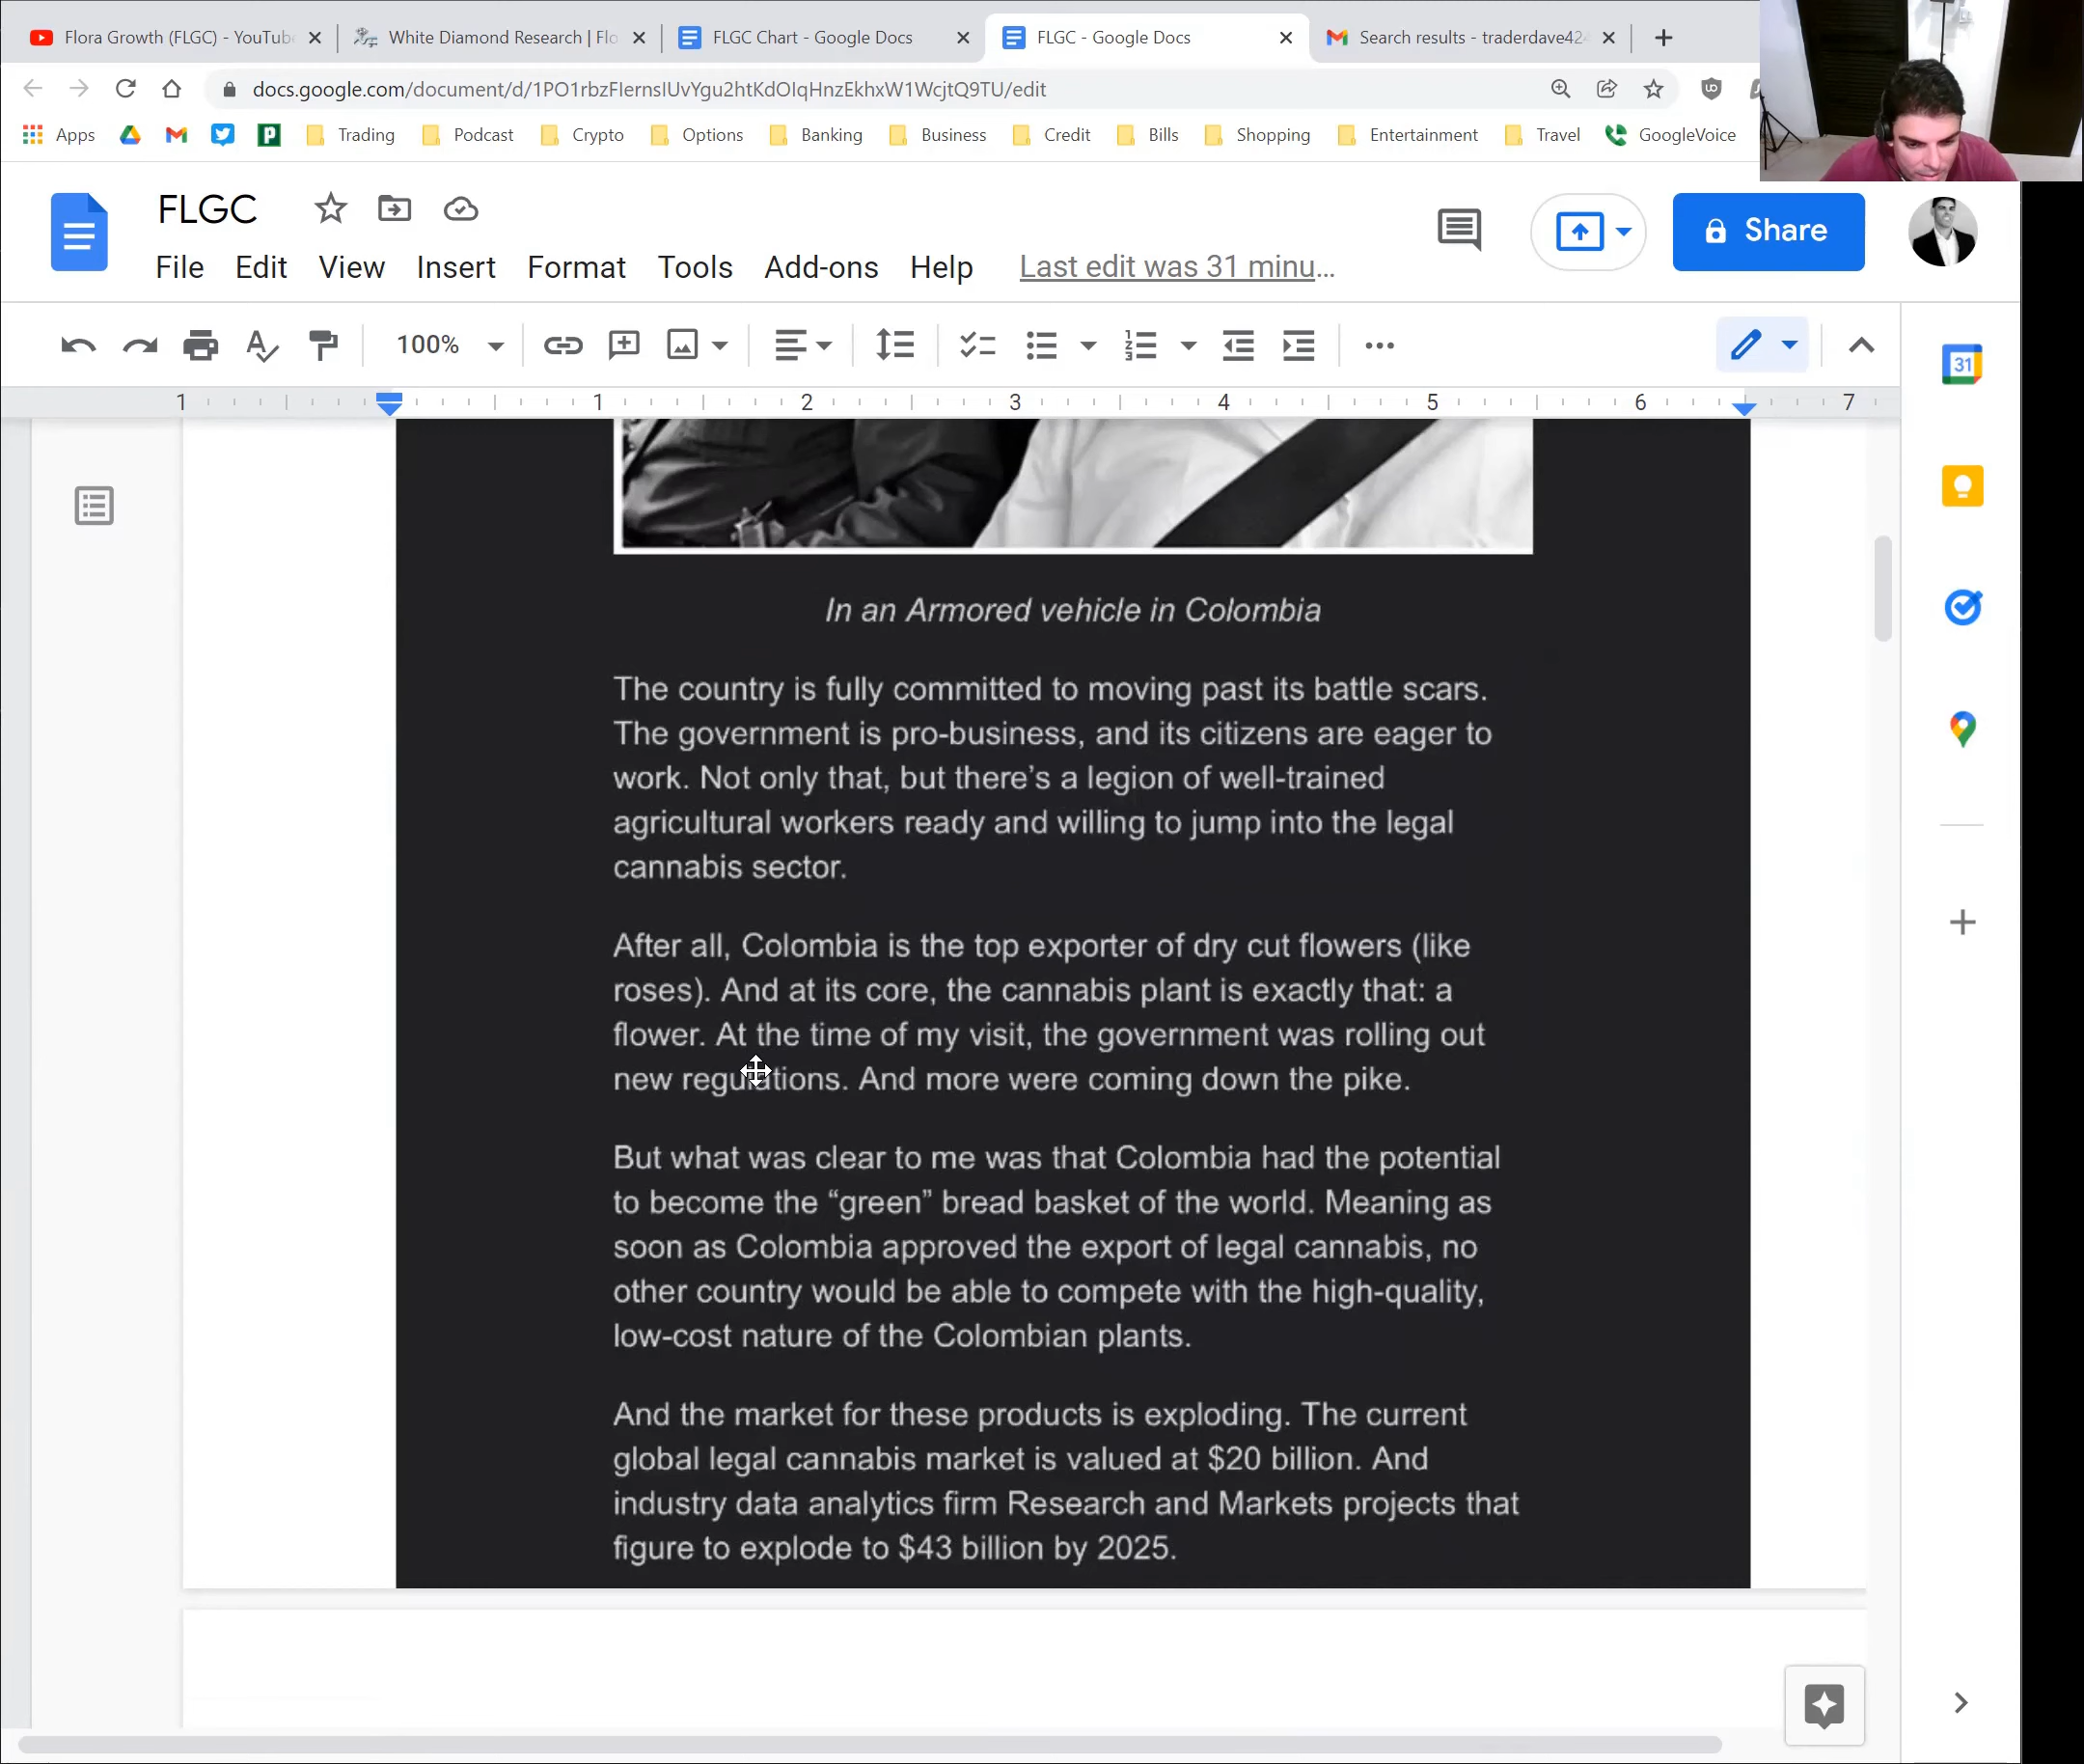 Flora Growth (FLGC) - YouTub
White Diamond Research | Flo
FLGC Chart - Google Docs
FLGC - Google Docs
Search results - traderdave424
docs.google.com/document/d/1PO1rbzFIernsIUvYgu2htKdOIqHnzEkhxW1WcjtQ9TU/edit
Apps Trading Podcast Crypto Options Banking Business Credit Bills Shopping Entertainment Travel GoogleVoice
FLGC
File Edit View Insert Format Tools Add-ons Help Last edit was 31 minu...
Share
100%
1 1 2 3 4 5 6 7
31
In an Armored vehicle in Colombia
The country is fully committed to moving past its battle scars.
The government is pro-business, and its citizens are eager to
work. Not only that, but there's a legion of well-trained
agricultural workers ready and willing to jump into the legal
cannabis sector.
After all, Colombia is the top exporter of dry cut flowers (like
roses). And at its core, the cannabis plant is exactly that: a
flower. At the time of my visit, the government was rolling out
new regulations. And more were coming down the pike.
But what was clear to me was that Colombia had the potential
to become the “green” bread basket of the world. Meaning as
soon as Colombia approved the export of legal cannabis, no
other country would be able to compete with the high-quality,
low-cost nature of the Colombian plants.
And the market for these products is exploding. The current
global legal cannabis market is valued at $20 billion. And
industry data analytics firm Research and Markets projects that
figure to explode to $43 billion by 2025.